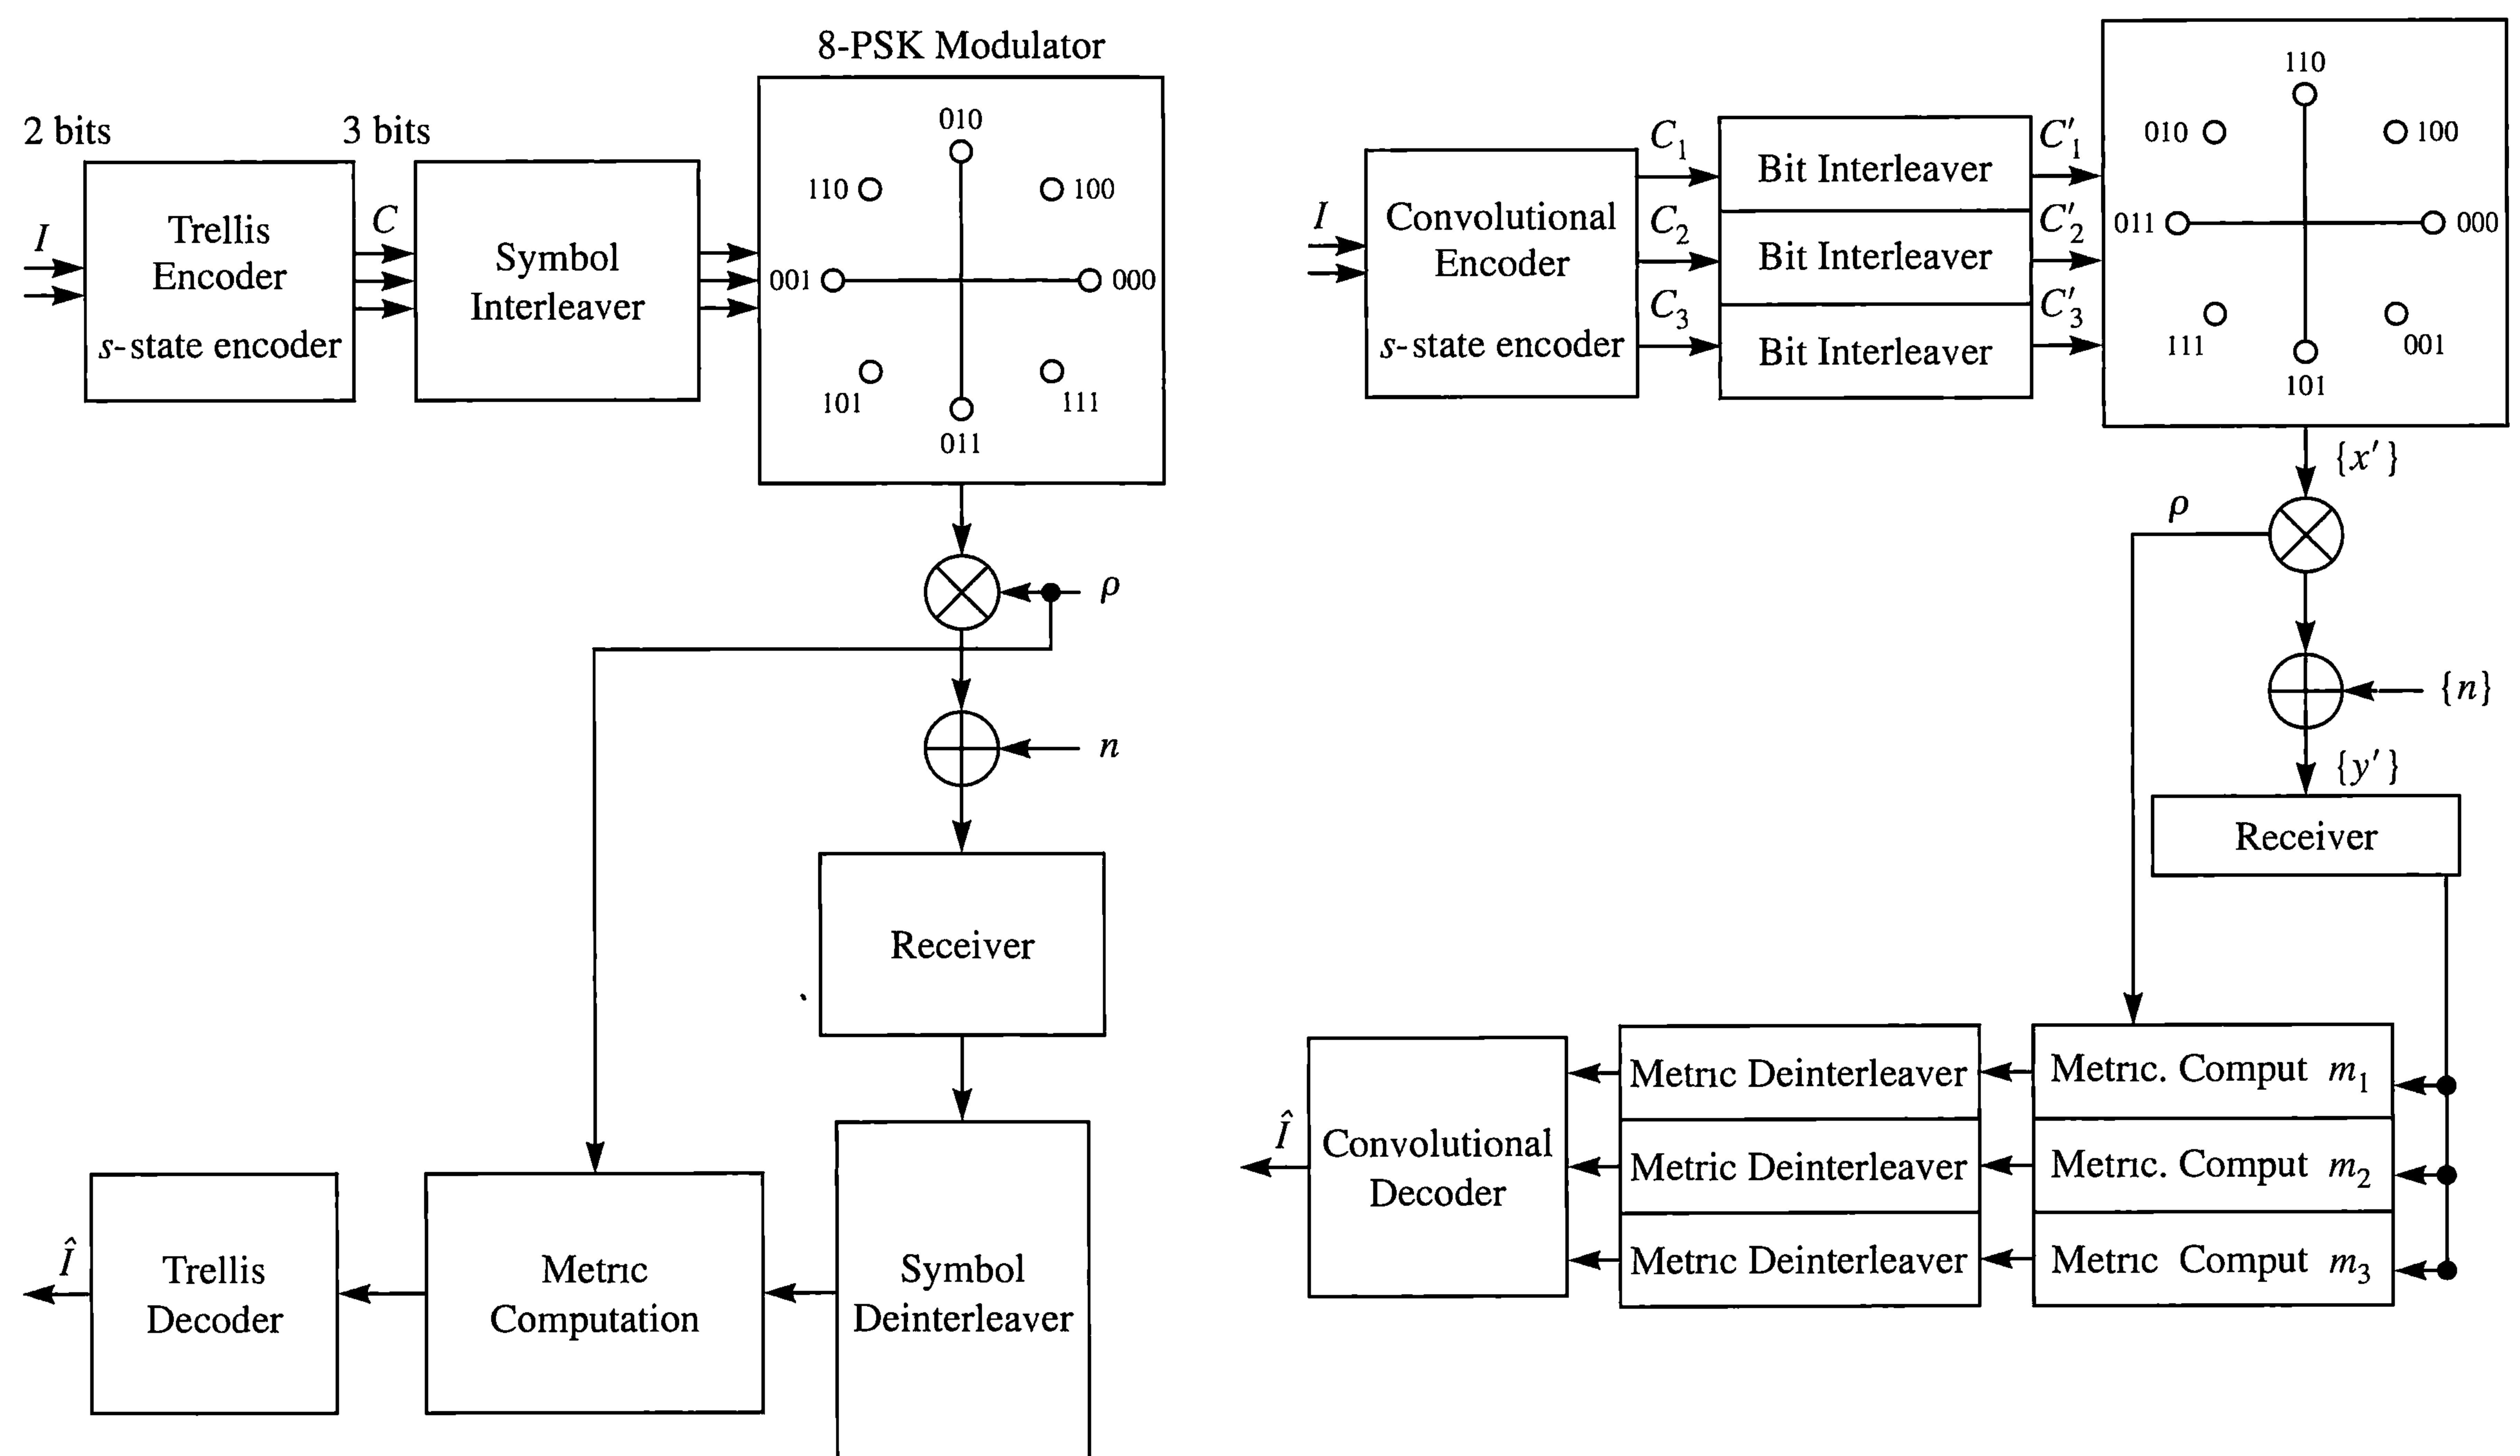 8-PSK Modulator
2 bits
3 bits
I
Trellis
Encoder
s-state encoder
C
Symbol
Interleaver
010
110
100
001
000
101
111
011
ρ
n
Receiver
Symbol
Deinterleaver
Metric
Computation
Trellis
Decoder
Î
I
Convolutional
Encoder
s-state encoder
C₁
C₂
C₃
Bit Interleaver
Bit Interleaver
Bit Interleaver
C′₁
C′₂
C′₃
110
010
100
011
000
111
001
101
{x′}
ρ
{n}
{y′}
Receiver
Metric. Comput m₁
Metric. Comput m₂
Metric Comput m₃
Metric Deinterleaver
Metric Deinterleaver
Metric Deinterleaver
Convolutional
Decoder
Î